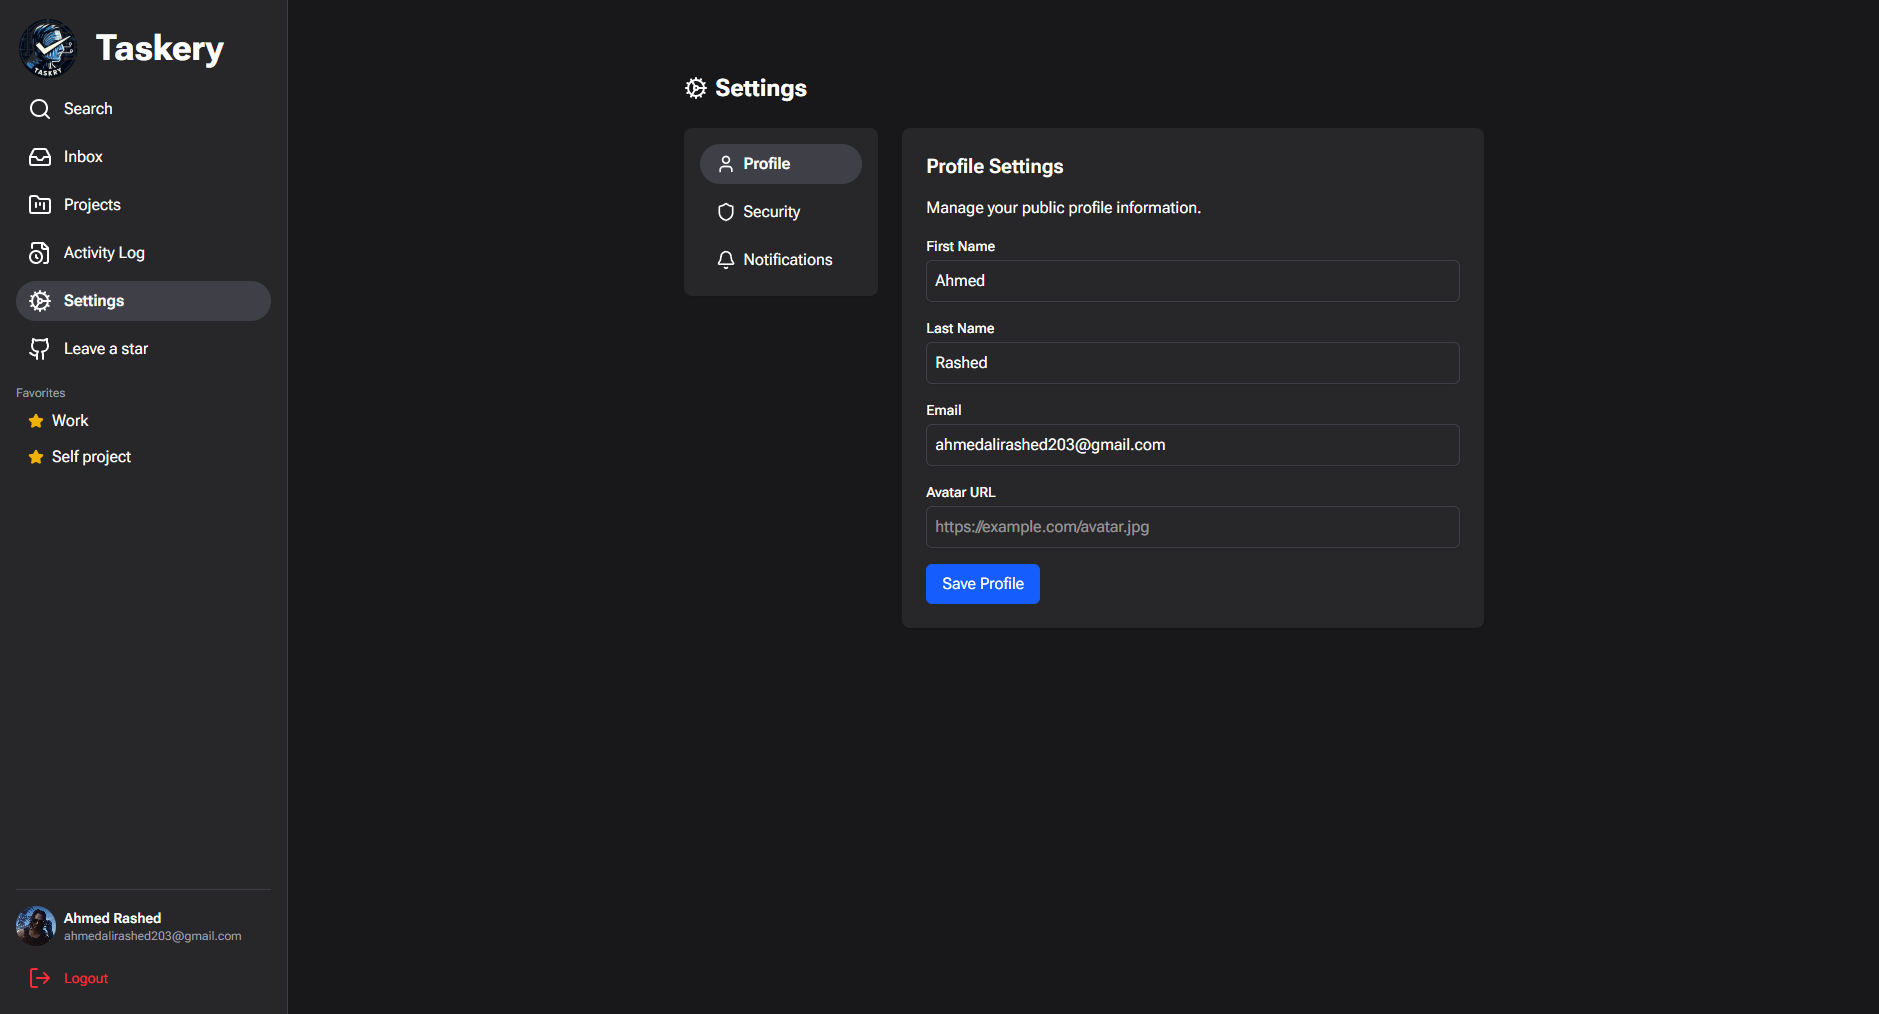 TASKRY
Taskery
Search
Inbox
Projects
Activity Log
Settings
Leave a star
Favorites
Work
Self project
Ahmed Rashed
ahmedalirashed203@gmail.com
Logout
Settings
Profile
Security
Notifications
Profile Settings
Manage your public profile information.
First Name
Ahmed
Last Name
Rashed
Email
ahmedalirashed203@gmail.com
Avatar URL
https://example.com/avatar.jpg
Save Profile